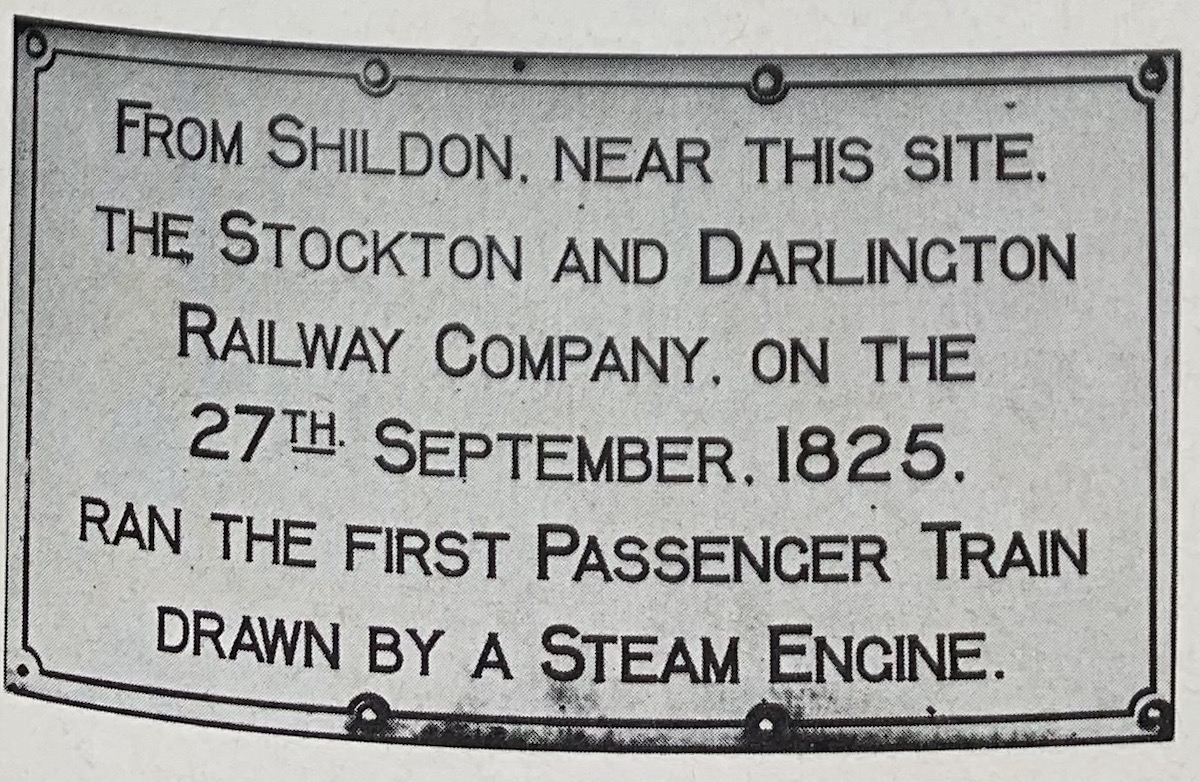 FROM SHILDON, NEAR THIS SITE,
THE STOCKTON AND DARLINGTON
RAILWAY COMPANY, ON THE
27TH. SEPTEMBER, 1825,
RAN THE FIRST PASSENGER TRAIN
DRAWN BY A STEAM ENGINE.